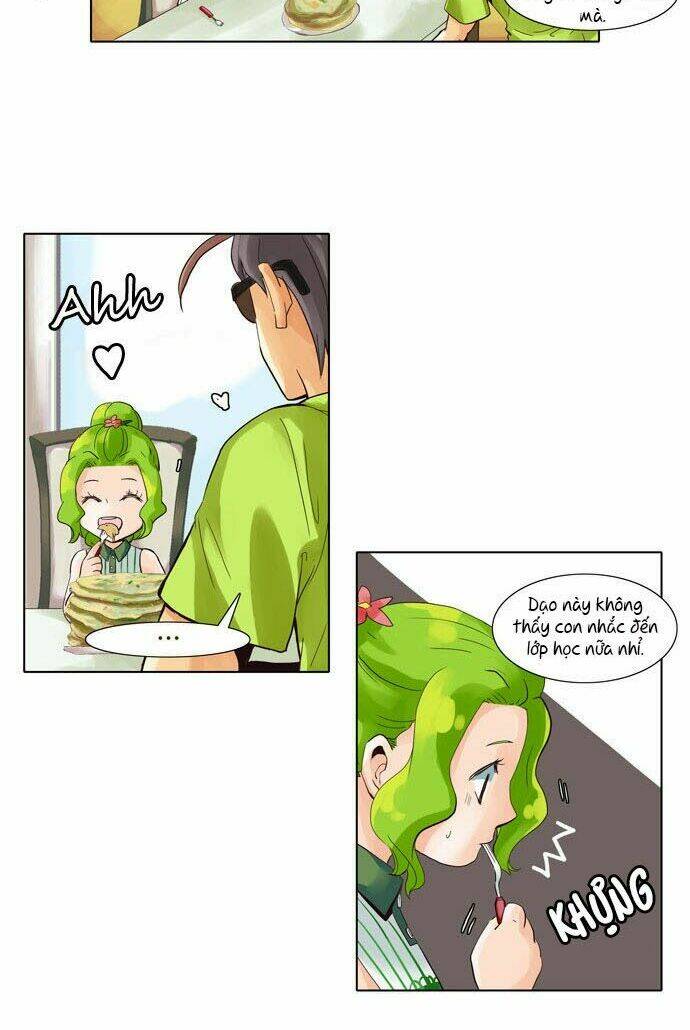 mà.
Ahh
...
Dạo này không
thấy con nhắc đến
lớp học nữa nhỉ.
KHỰNG